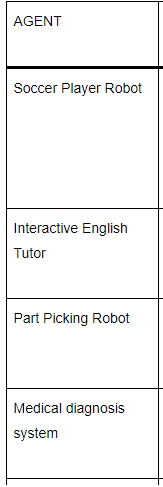 AGENT
Soccer Player Robot
Interactive English
Tutor
Part Picking Robot
Medical diagnosis
system